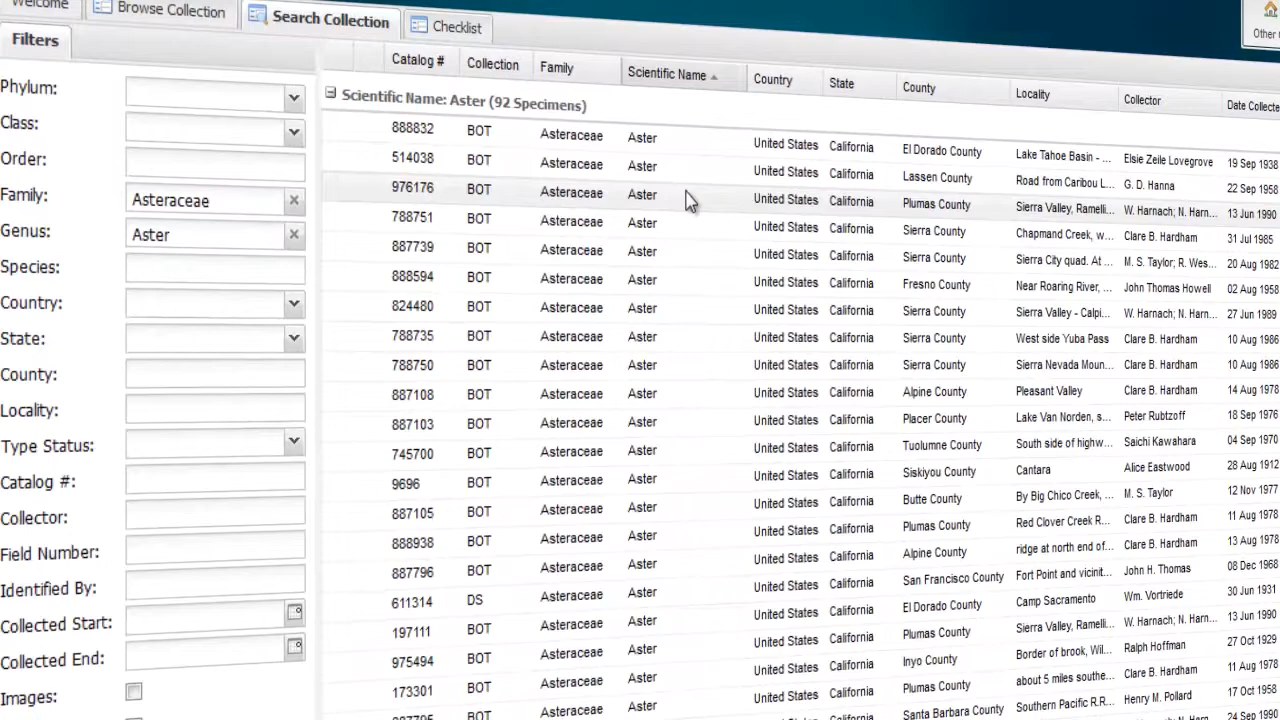 Welcome Browse Collection Search Collection Checklist
Other
Filters
Phylum:
Class:
Order:
Family: Asteraceae
Genus: Aster
Species:
Country:
State:
County:
Locality:
Type Status:
Catalog #:
Collector:
Field Number:
Identified By:
Collected Start:
Collected End:
Images:
Catalog # Collection Family Scientific Name Country State County Locality Collector Date Collecte
Scientific Name: Aster (92 Specimens)
888832 BOT Asteraceae Aster United States California El Dorado County Lake Tahoe Basin - ... Elsie Zeile Lovegrove 19 Sep 1938
514038 BOT Asteraceae Aster United States California Lassen County Road from Caribou L... G. D. Hanna 22 Sep 1958
976176 BOT Asteraceae Aster United States California Plumas County Sierra Valley, Ramelli... W. Harnach; N. Harn... 13 Jun 1990
788751 BOT Asteraceae Aster United States California Sierra County Chapmand Creek, w... Clare B. Hardham 31 Jul 1985
887739 BOT Asteraceae Aster United States California Sierra County Sierra City quad. At ... M. S. Taylor; R. Wes... 20 Aug 1982
888594 BOT Asteraceae Aster United States California Fresno County Near Roaring River, ... John Thomas Howell 02 Aug 1958
824480 BOT Asteraceae Aster United States California Sierra County Sierra Valley - Calpi... W. Harnach; N. Harn... 27 Jun 1989
788735 BOT Asteraceae Aster United States California Sierra County West side Yuba Pass Clare B. Hardham 10 Aug 1986
788750 BOT Asteraceae Aster United States California Sierra County Sierra Nevada Moun... Clare B. Hardham 10 Aug 1986
887108 BOT Asteraceae Aster United States California Alpine County Pleasant Valley Clare B. Hardham 14 Aug 1978
887103 BOT Asteraceae Aster United States California Placer County Lake Van Norden, s... Peter Rubtzoff 18 Sep 1976
745700 BOT Asteraceae Aster United States California Tuolumne County South side of highw... Saichi Kawahara 04 Sep 1970
9696 BOT Asteraceae Aster United States California Siskiyou County Cantara Alice Eastwood 28 Aug 1912
887105 BOT Asteraceae Aster United States California Butte County By Big Chico Creek, ... M. S. Taylor 12 Nov 1977
888938 BOT Asteraceae Aster United States California Plumas County Red Clover Creek R... Clare B. Hardham 11 Aug 1978
887796 BOT Asteraceae Aster United States California Alpine County ridge at north end of... Clare B. Hardham 13 Aug 1978
611314 DS Asteraceae Aster United States California San Francisco County Fort Point and vicinit... John H. Thomas 08 Dec 1968
197111 BOT Asteraceae Aster United States California El Dorado County Camp Sacramento Wm. Vortriede 30 Jun 1931
975494 BOT Asteraceae Aster United States California Plumas County Sierra Valley, Ramelli... W. Harnach; N. Harn... 13 Jun 1990
173301 BOT Asteraceae Aster United States California Inyo County Border of brook, Wil... Ralph Hoffman 27 Oct 1929
Asteraceae Aster United States California Plumas County about 5 miles southe... Clare B. Hardham 11 Aug 1978
United States California Santa Barbara County Southern Pacific R.R... Henry M. Pollard 17 Oct 1958